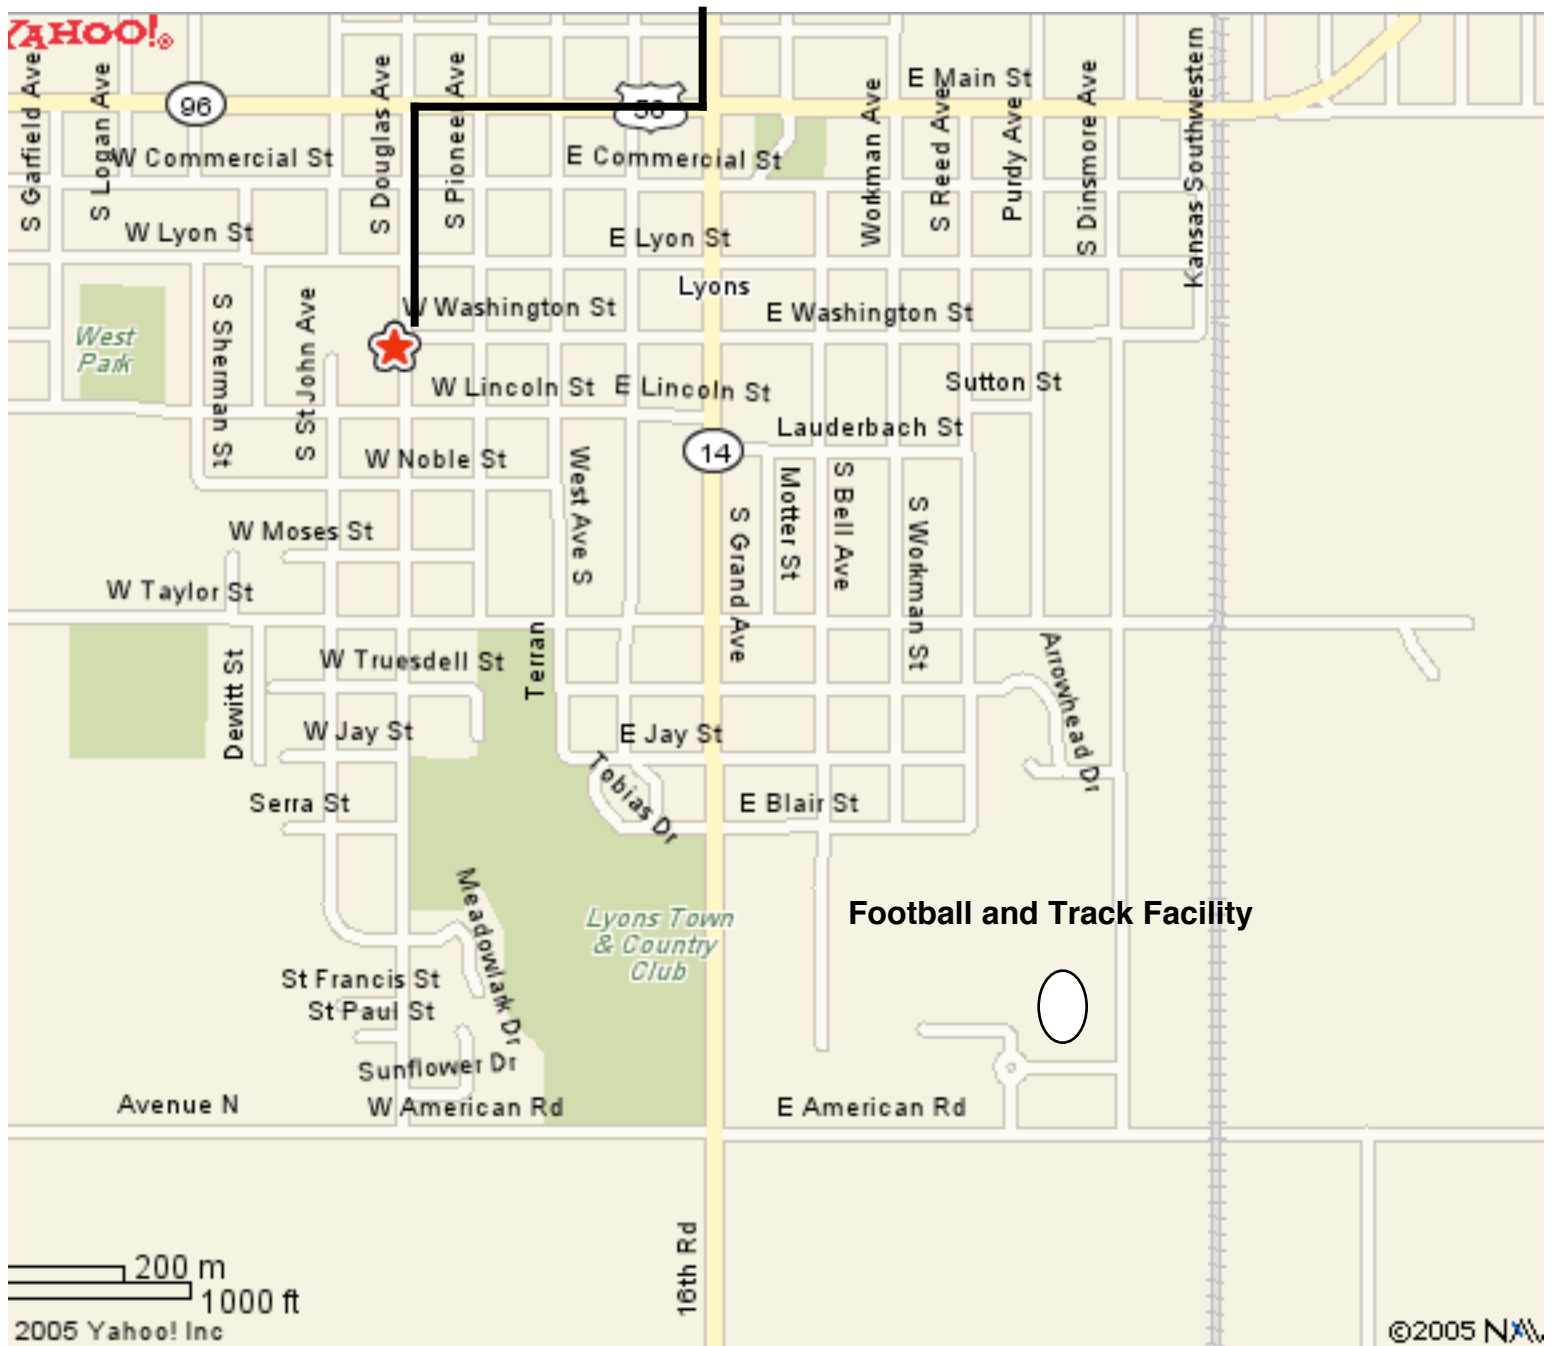 YAHOO!®
S Garfield Ave
S Logan Ave
96
S Douglas Ave
S Pioneer Ave
56
E Main St
Workman Ave
S Reed Ave
Purdy Ave
S Dinsmore Ave
Kansas Southwestern
W Commercial St
E Commercial St
W Lyon St
E Lyon St
Lyons
W Washington St
E Washington St
West
Park
S Sherman St
S St John Ave
W Lincoln St
E Lincoln St
Sutton St
Lauderbach St
14
W Noble St
West Ave S
S Grand Ave
Motter St
S Bell Ave
S Workman St
W Moses St
W Taylor St
Dewitt St
W Truesdell St
Terran
Arrowhead Dr
W Jay St
E Jay St
Tobias Dr
Serra St
E Blair St
Meadowlark Dr
Lyons Town
& Country
Club
Football and Track Facility
St Francis St
St Paul St
Sunflower Dr
Avenue N
W American Rd
E American Rd
16th Rd
200 m
1000 ft
2005 Yahoo! Inc
©2005